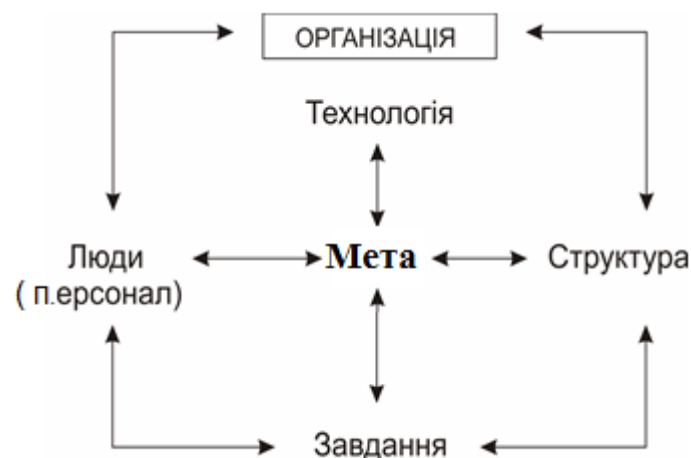 ОРГАНІЗАЦІЯ
Технологія
Люди
( п.ерсонал)
Мета
Структура
Завдання